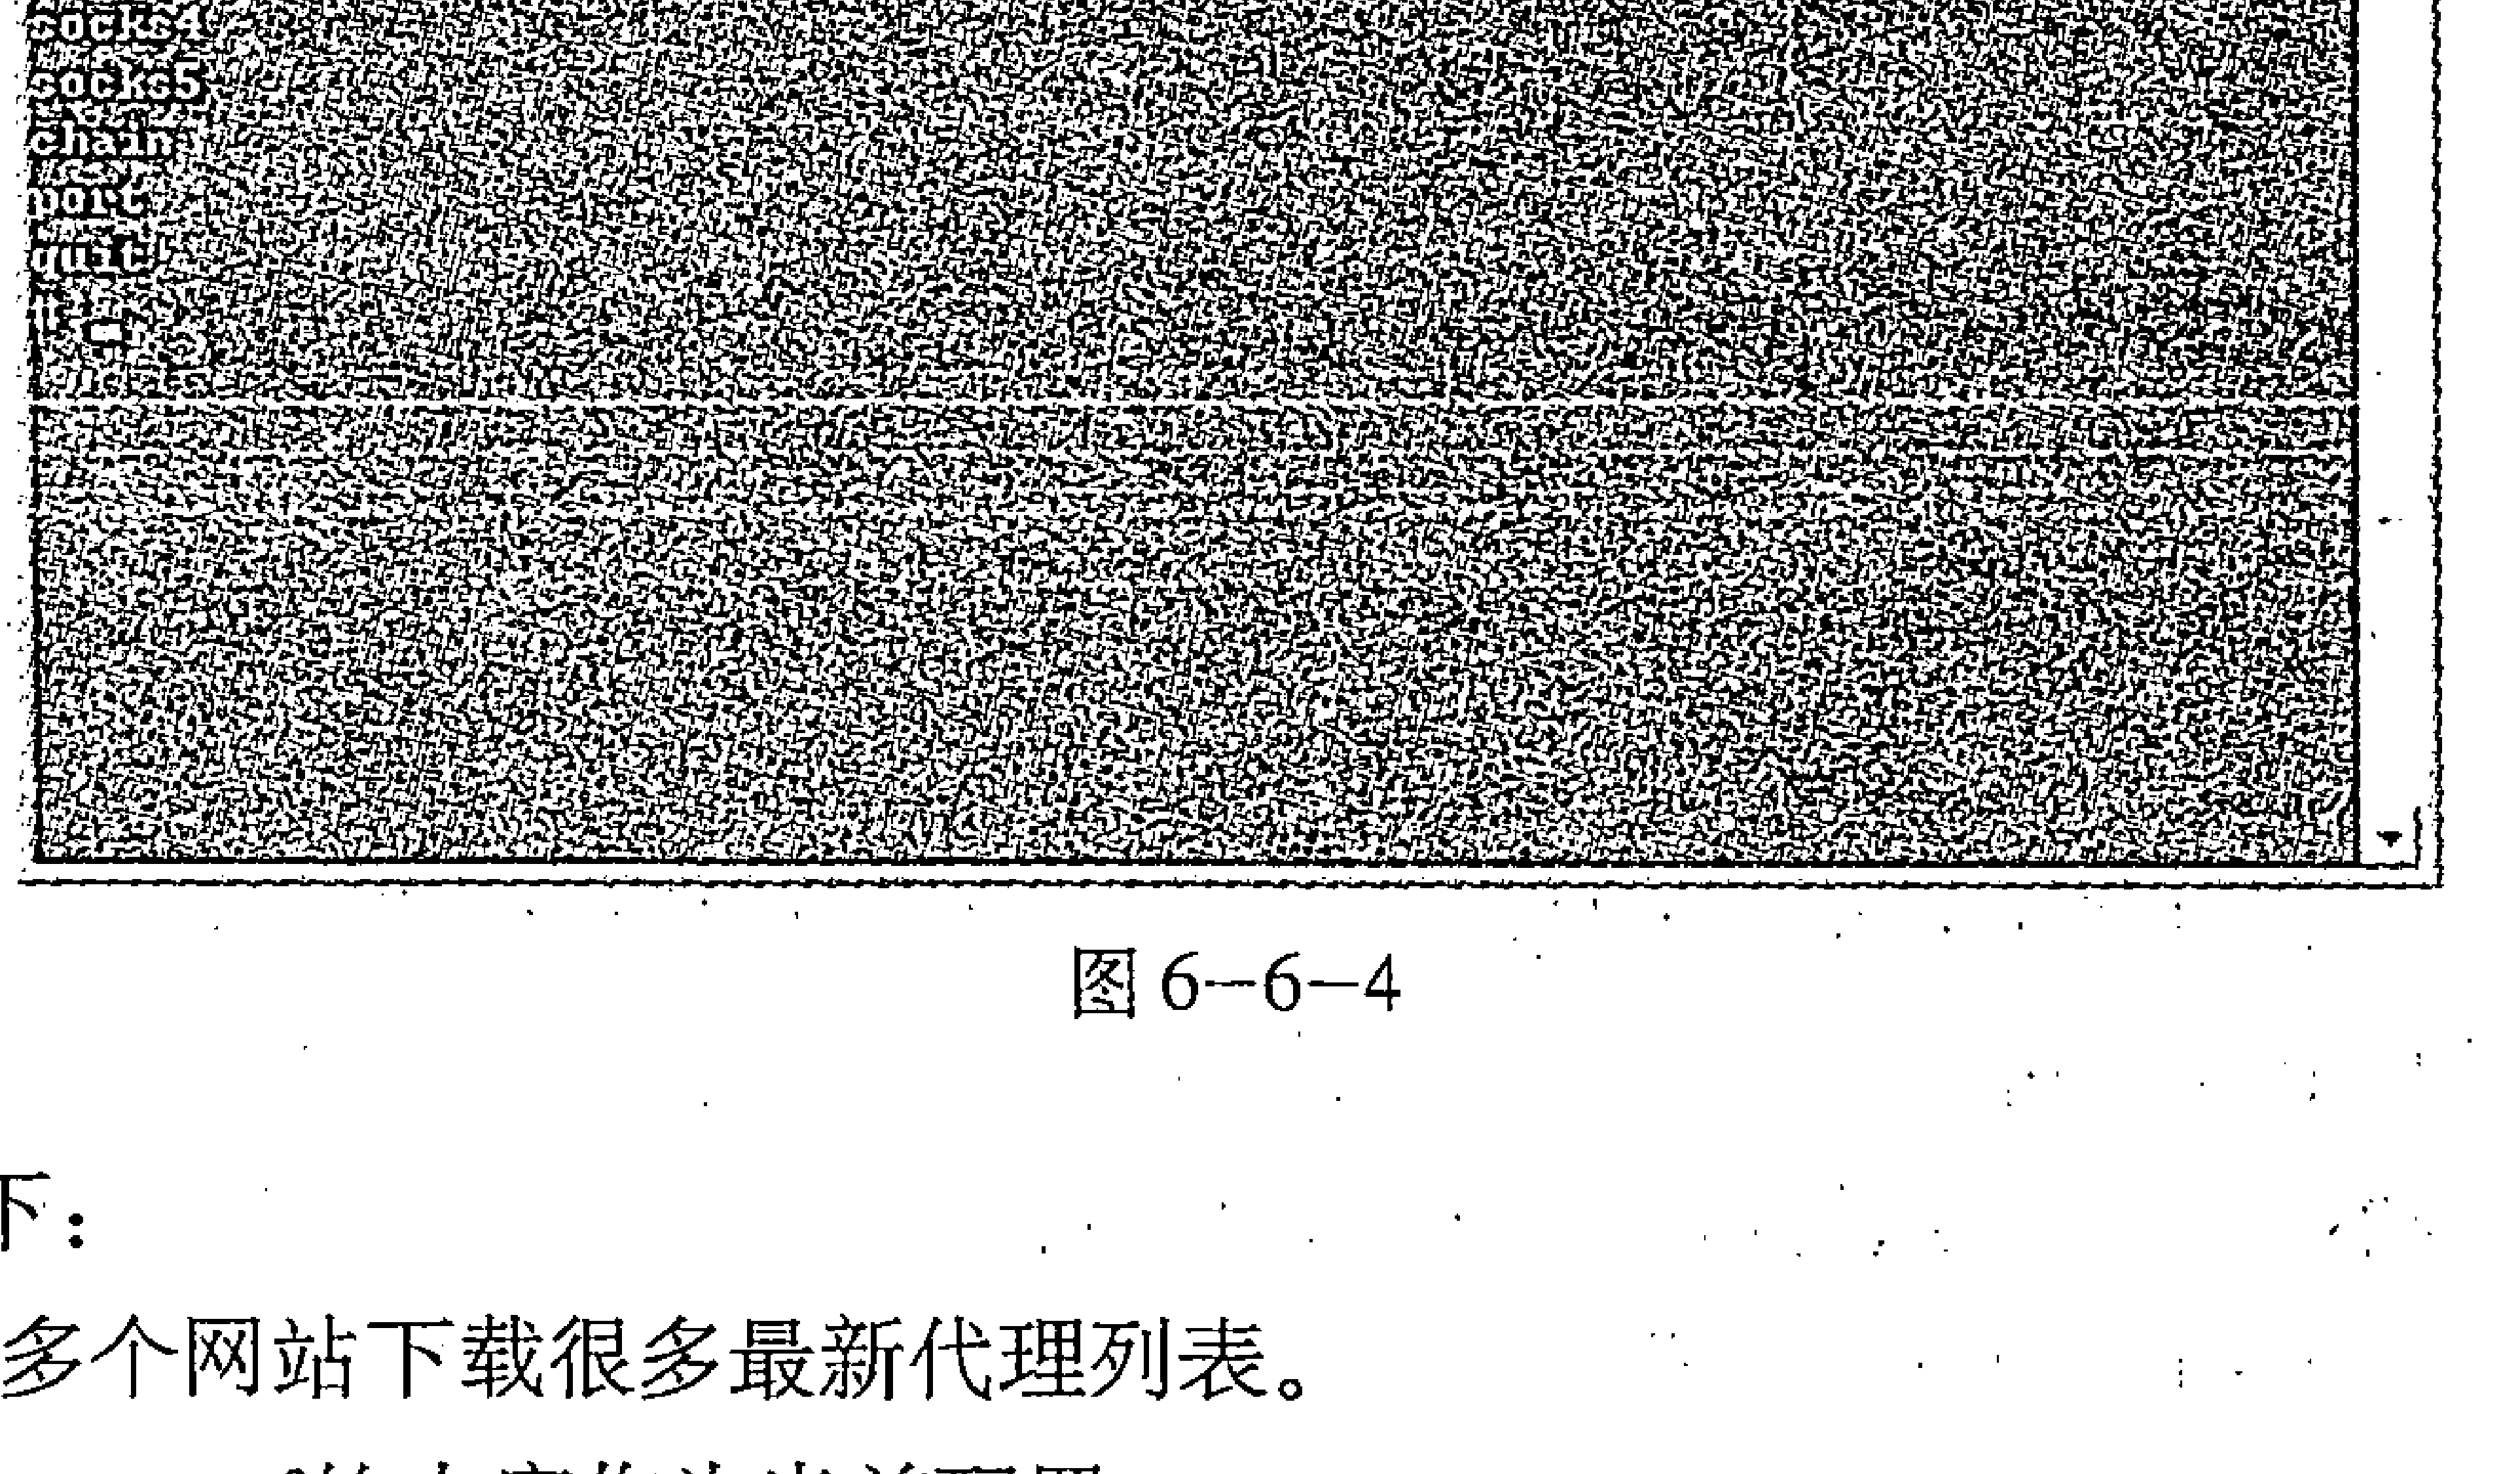 socks4
socks5
chain
port
quit
图 6-6-4
下：
多个网站下载很多最新代理列表。